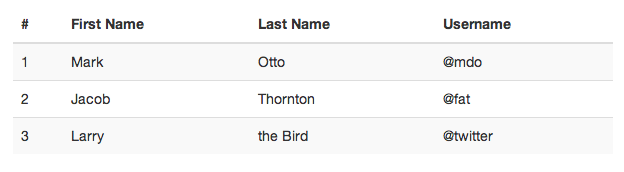 # First Name Last Name Username
1 Mark Otto @mdo
2 Jacob Thornton @fat
3 Larry the Bird @twitter